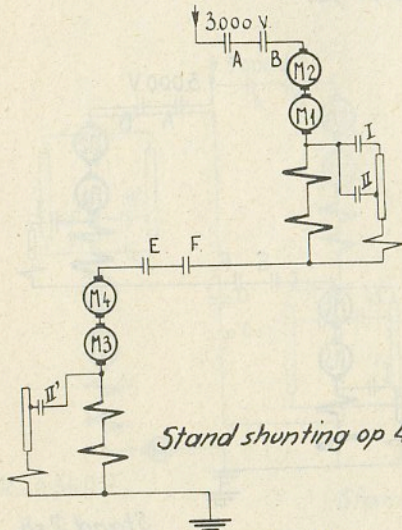 3.000 V.
A B
M2
M1
I
II
E F
M4
M3
II'
Stand shunting op 4